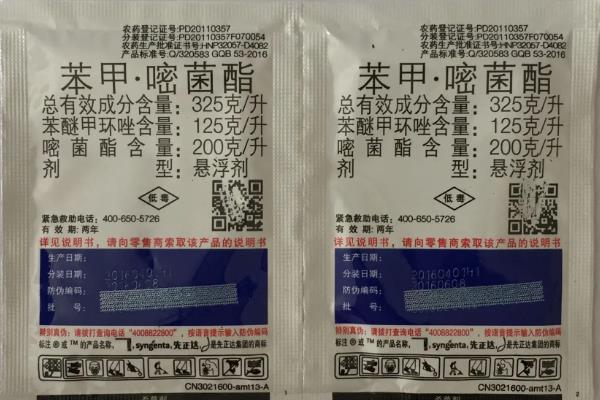 农药登记证号:PD20110357
分装登记证号:PD20110357F070054
农药生产批准证书号:HNP32057-D4082
产品标准号:Q/320583 GQB 53-2016
苯甲·嘧菌酯
总有效成分含量: 325克/升
苯醚甲环唑含量: 125克/升
嘧菌酯含量: 200克/升
剂型: 悬浮剂
低毒
紧急救助电话: 400-650-5726
有效期: 两年
详见说明书, 请向零售商索取该产品的说明书
生产日期:
分装日期:
防伪编码: 20160608
批号:
辨别真伪: 请拨打查询电话"4008822800", 按语音提示输入防伪编码
标注®或TM的产品名称, syngenta, 先正达是先正达集团的商标
CN3021600-amt13-A
1
农药登记证号:PD20110357
分装登记证号:PD20110357F070054
农药生产批准证书号:HNP32057-D4082
产品标准号:Q/320583 GQB 53-2016
苯甲·嘧菌酯
总有效成分含量: 325克/升
苯醚甲环唑含量: 125克/升
嘧菌酯含量: 200克/升
剂型: 悬浮剂
低毒
紧急救助电话: 400-650-5726
有效期: 两年
详见说明书, 请向零售商索取该产品的说明书
生产日期:
分装日期:
防伪编码: 20160608
批号:
辨别真伪: 请拨打查询电话"4008822800", 按语音提示输入防伪编码
标注®或TM的产品名称, syngenta, 先正达是先正达集团的商标
CN3021600-amt13-A
2